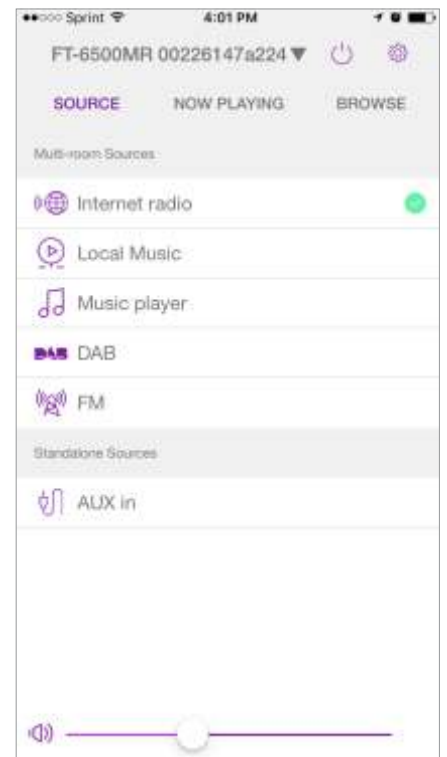 Sprint 4:01 PM
FT-6500MR 00226147a224 ▼
SOURCE NOW PLAYING BROWSE
Multi-room Sources
Internet radio
Local Music
Music player
DAB DAB
FM
Standalone Sources
AUX in